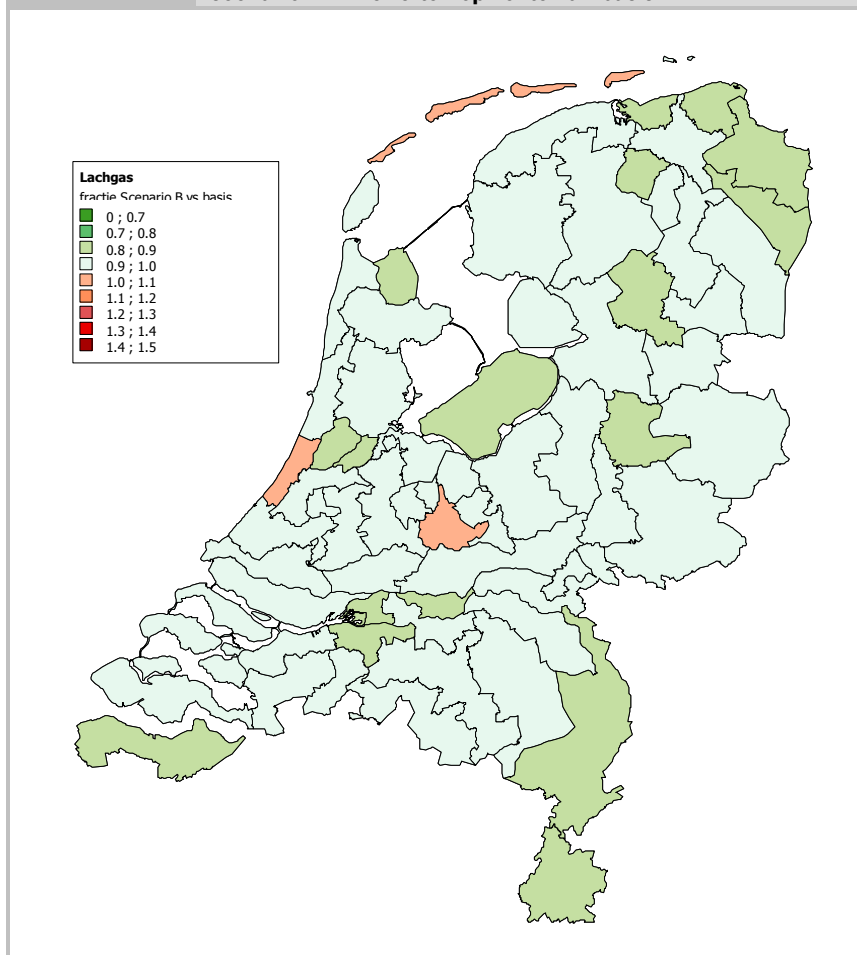 Lachgas
fractie Scenario B vs basis
0 ; 0.7
0.7 ; 0.8
0.8 ; 0.9
0.9 ; 1.0
1.0 ; 1.1
1.1 ; 1.2
1.2 ; 1.3
1.3 ; 1.4
1.4 ; 1.5